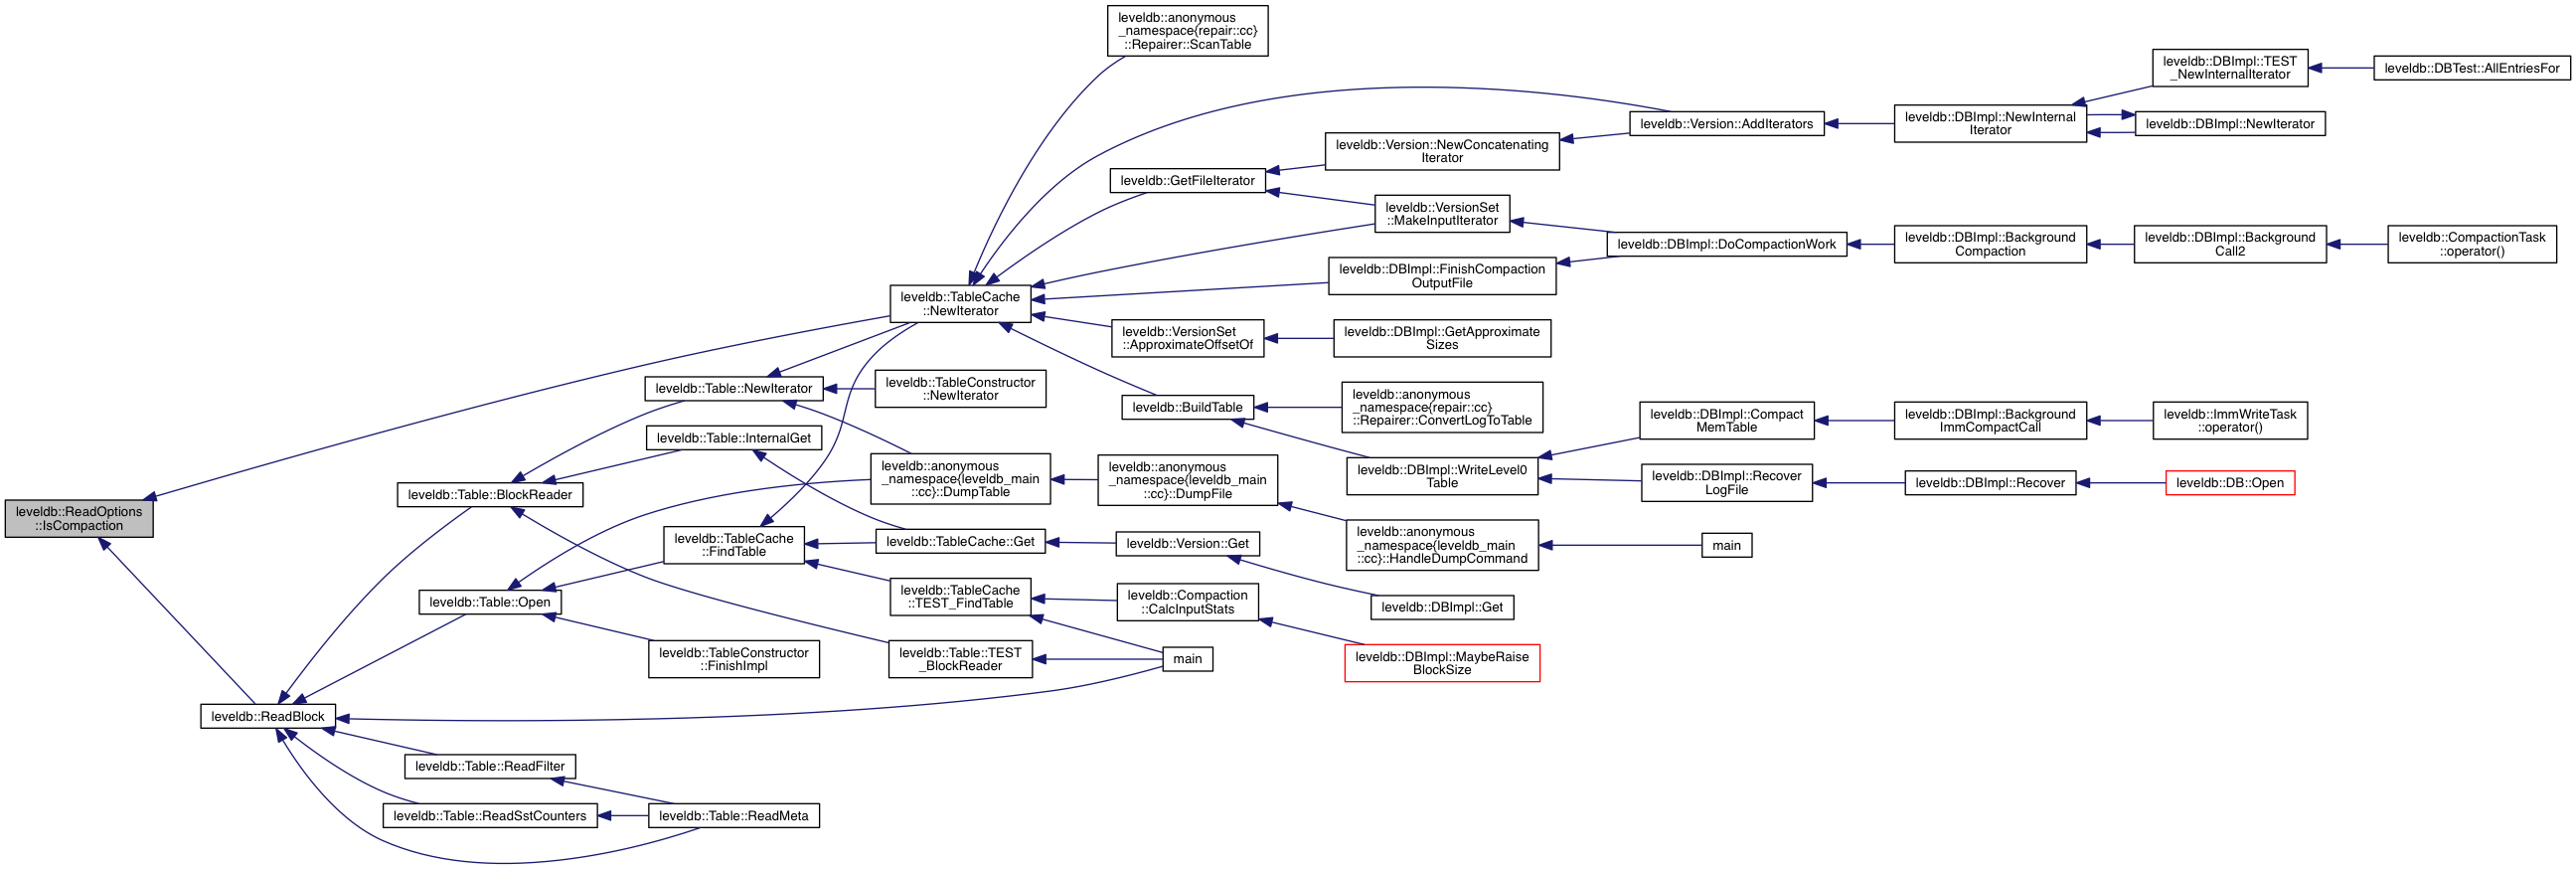 leveldb::anonymous
_namespace{repair::cc}
::Repairer::ScanTable
leveldb::DBImpl::TEST
_NewInternalIterator
leveldb::DBTest::AllEntriesFor
leveldb::Version::AddIterators
leveldb::DBImpl::NewInternal
Iterator
leveldb::DBImpl::NewIterator
leveldb::Version::NewConcatenating
Iterator
leveldb::GetFileIterator
leveldb::VersionSet
::MakeInputIterator
leveldb::DBImpl::DoCompactionWork
leveldb::DBImpl::Background
Compaction
leveldb::DBImpl::Background
Call2
leveldb::CompactionTask
::operator()
leveldb::DBImpl::FinishCompaction
OutputFile
leveldb::TableCache
::NewIterator
leveldb::VersionSet
::ApproximateOffsetOf
leveldb::DBImpl::GetApproximate
Sizes
leveldb::Table::NewIterator
leveldb::TableConstructor
::NewIterator
leveldb::BuildTable
leveldb::anonymous
_namespace{repair::cc}
::Repairer::ConvertLogToTable
leveldb::DBImpl::Compact
MemTable
leveldb::DBImpl::Background
ImmCompactCall
leveldb::ImmWriteTask
::operator()
leveldb::Table::InternalGet
leveldb::anonymous
_namespace{leveldb_main
::cc}::DumpTable
leveldb::anonymous
_namespace{leveldb_main
::cc}::DumpFile
leveldb::DBImpl::WriteLevel0
Table
leveldb::DBImpl::Recover
LogFile
leveldb::DBImpl::Recover
leveldb::DB::Open
leveldb::Table::BlockReader
leveldb::ReadOptions
::IsCompaction
leveldb::TableCache
::FindTable
leveldb::TableCache::Get
leveldb::Version::Get
leveldb::anonymous
_namespace{leveldb_main
::cc}::HandleDumpCommand
main
leveldb::Table::Open
leveldb::TableCache
::TEST_FindTable
leveldb::Compaction
::CalcInputStats
leveldb::DBImpl::Get
leveldb::TableConstructor
::FinishImpl
leveldb::Table::TEST
_BlockReader
main
leveldb::DBImpl::MaybeRaise
BlockSize
leveldb::ReadBlock
leveldb::Table::ReadFilter
leveldb::Table::ReadSstCounters
leveldb::Table::ReadMeta